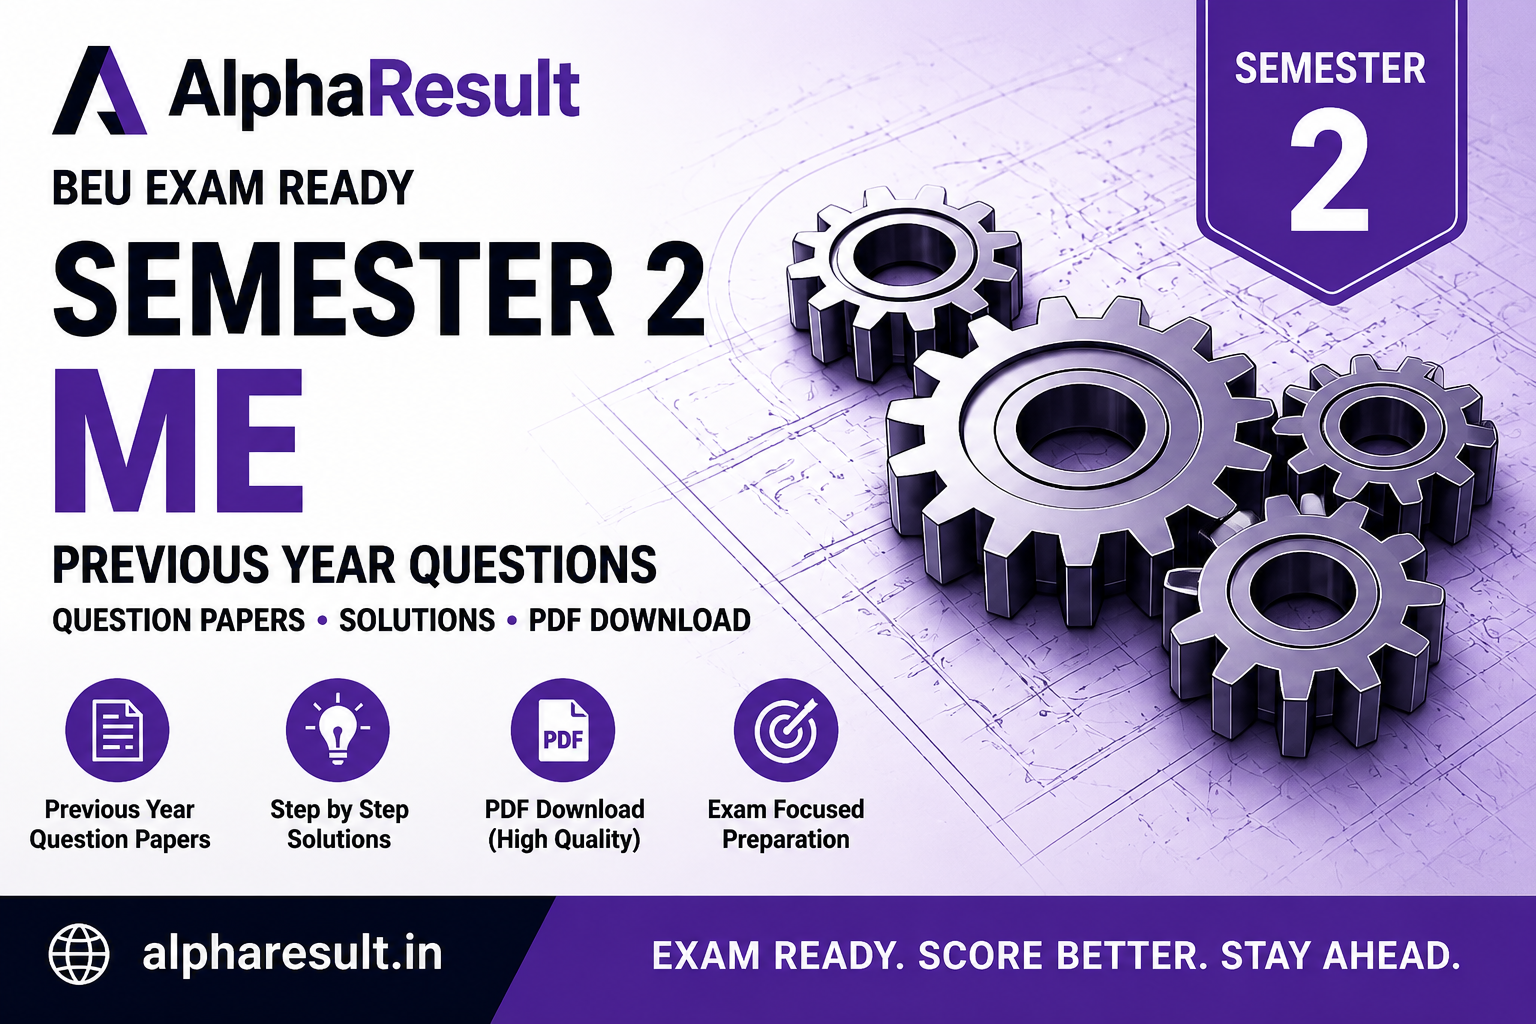 AlphaResult
BEU EXAM READY
SEMESTER 2
ME
PREVIOUS YEAR QUESTIONS
QUESTION PAPERS • SOLUTIONS • PDF DOWNLOAD
SEMESTER
2
PDF
Previous Year
Question Papers
Step by Step
Solutions
PDF Download
(High Quality)
Exam Focused
Preparation
alpharesult.in
EXAM READY. SCORE BETTER. STAY AHEAD.